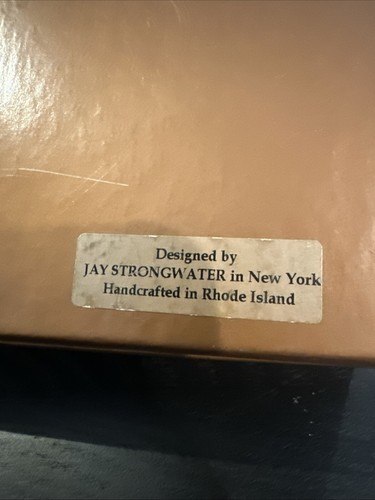 Designed by
JAY STRONGWATER in New York
Handcrafted in Rhode Island